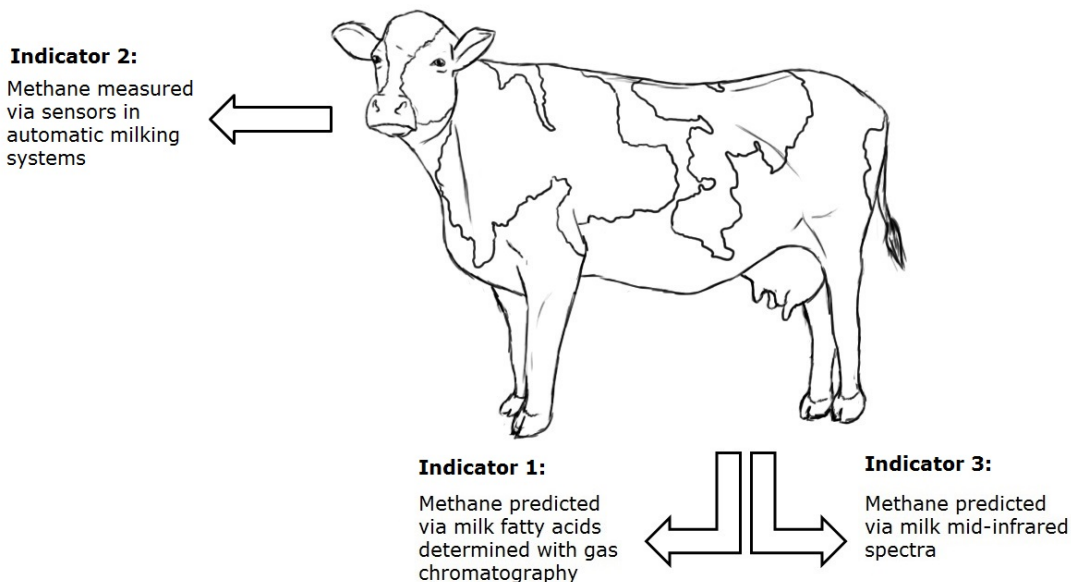 Indicator 2:
Methane measured
via sensors in
automatic milking
systems
Indicator 1:
Methane predicted
via milk fatty acids
determined with gas
chromatography
Indicator 3:
Methane predicted
via milk mid-infrared
spectra